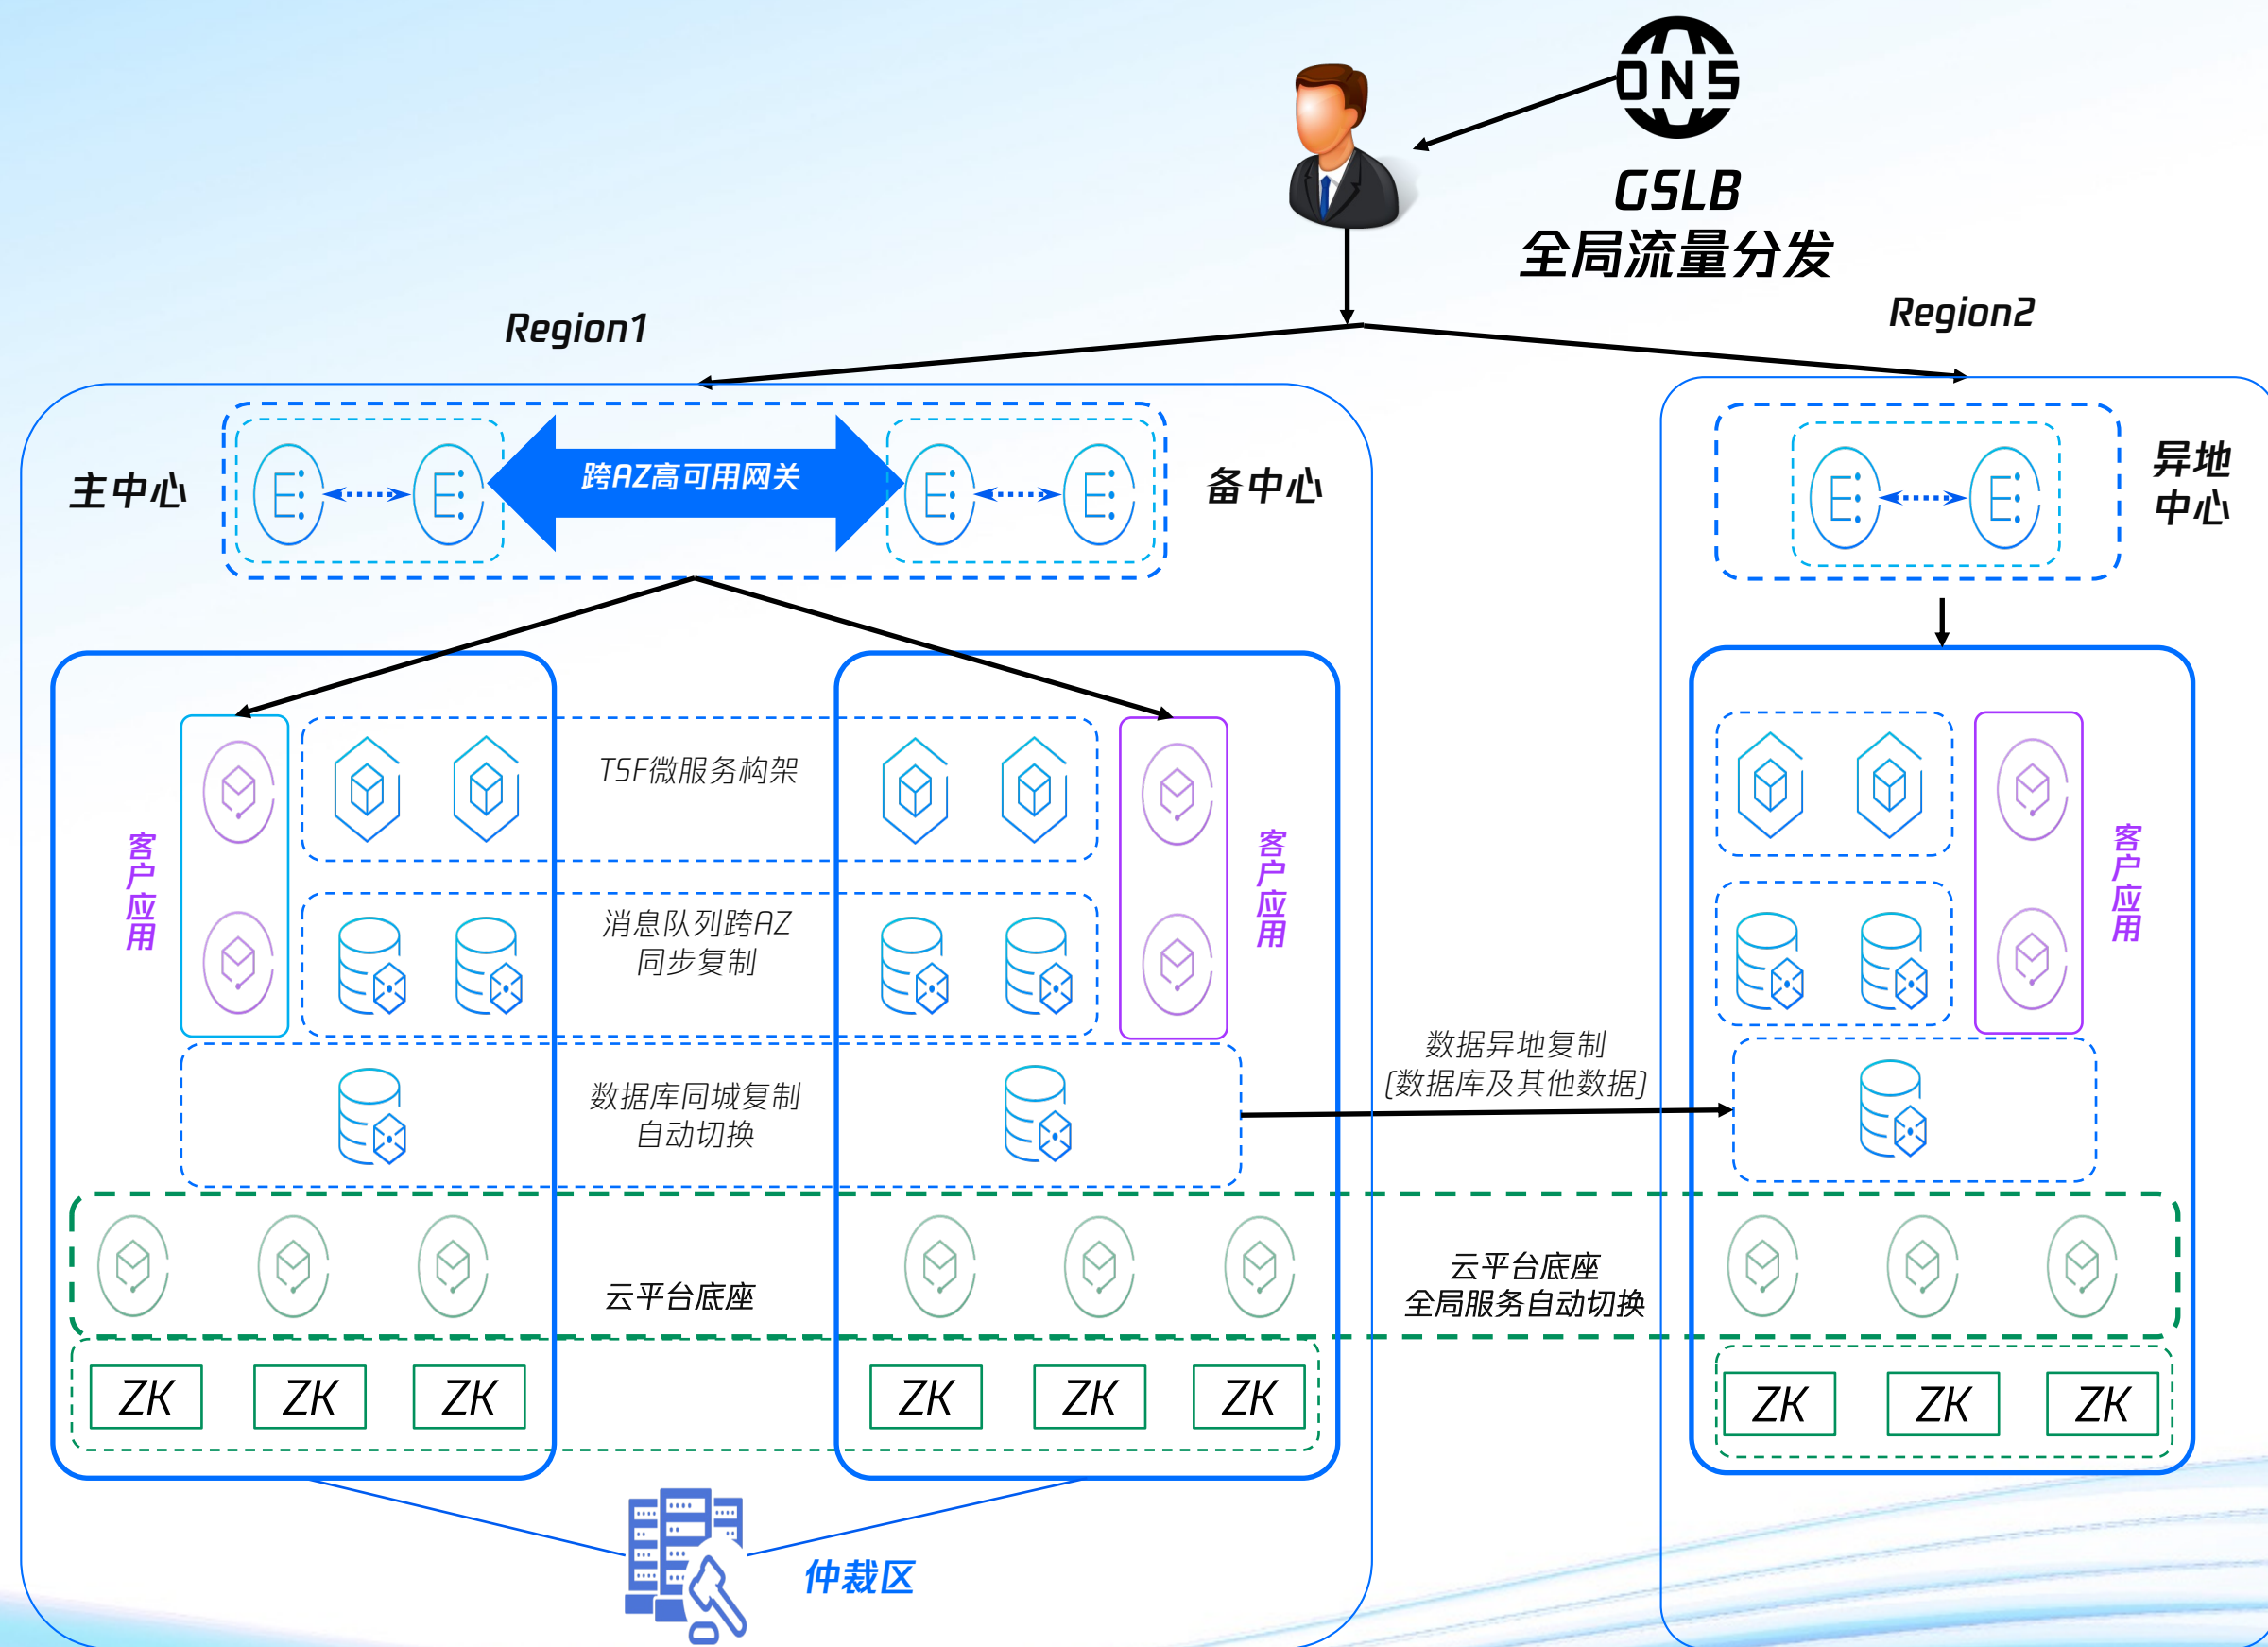 DNS
GSLB
全局流量分发
Region1
Region2
主中心
跨AZ高可用网关
备中心
异地
中心
TSF微服务构架
客户应用
客户应用
客户应用
消息队列跨AZ
同步复制
数据异地复制
(数据库及其他数据)
数据库同城复制
自动切换
云平台底座
云平台底座
全局服务自动切换
ZK
ZK
ZK
ZK
ZK
ZK
ZK
ZK
ZK
仲裁区